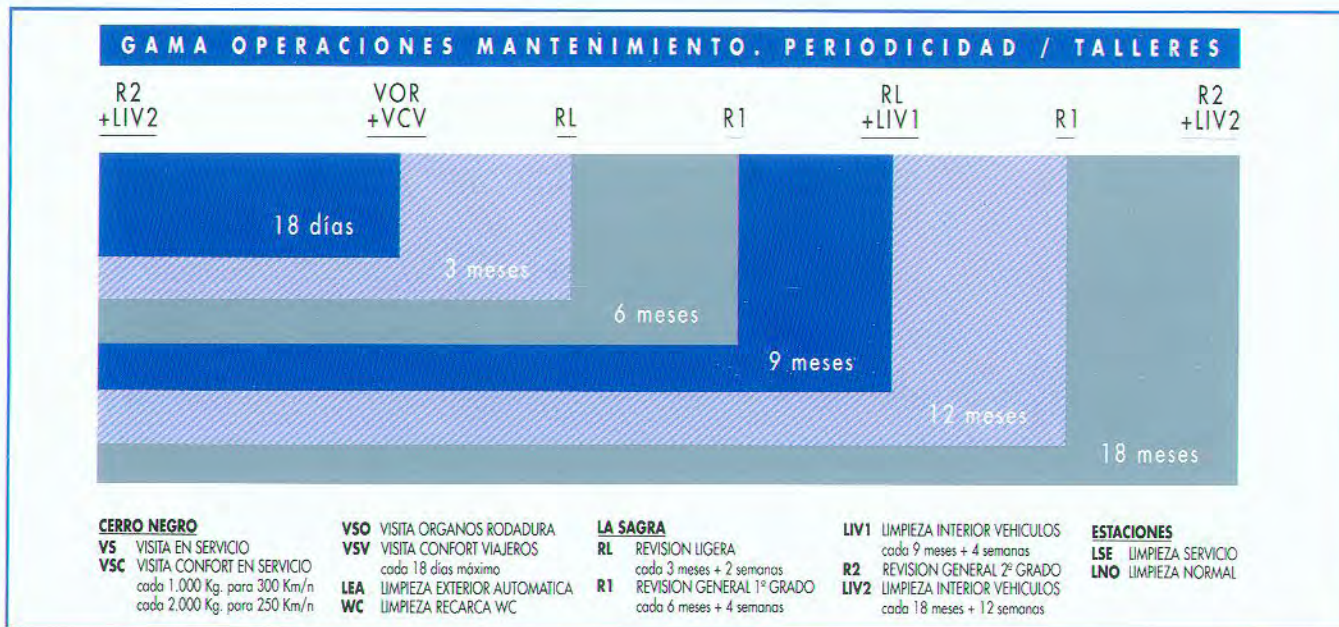 GAMA OPERACIONES MANTENIMIENTO. PERIODICIDAD / TALLERES
R2
+LIV2
VOR
+VCV
RL
R1
RL
+LIV1
R1
R2
+LIV2
18 días
3 meses
6 meses
9 meses
12 meses
18 meses
CERRO NEGRO
VS VISITA EN SERVICIO
VSC VISITA CONFORT EN SERVICIO
cada 1.000 Kg. para 300 Km/n
cada 2.000 Kg. para 250 Km/n
VSO VISITA ORGANOS RODADURA
VSV VISITA CONFORT VIAJEROS
cada 18 días máximo
LEA LIMPIEZA EXTERIOR AUTOMATICA
WC LIMPIEZA RECARCA WC
LA SAGRA
RL REVISION LIGERA
cada 3 meses + 2 semanas
R1 REVISION GENERAL 1º GRADO
cada 6 meses + 4 semanas
LIV1 LIMPIEZA INTERIOR VEHICULOS
cada 9 meses + 4 semanas
R2 REVISION GENERAL 2º GRADO
LIV2 LIMPIEZA INTERIOR VEHICULOS
cada 18 meses + 12 semanas
ESTACIONES
LSE LIMPIEZA SERVICIO
LNO LIMPIEZA NORMAL